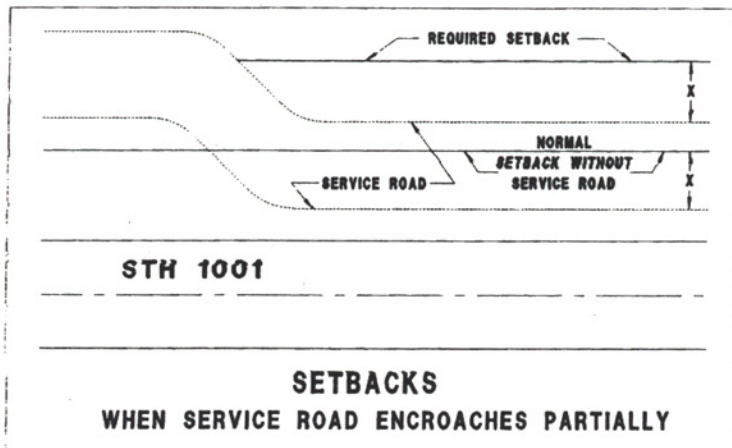 REQUIRED SETBACK
X
NORMAL
SETBACK WITHOUT
SERVICE ROAD
SERVICE ROAD
X
STH 1001
SETBACKS
WHEN SERVICE ROAD ENCROACHES PARTIALLY